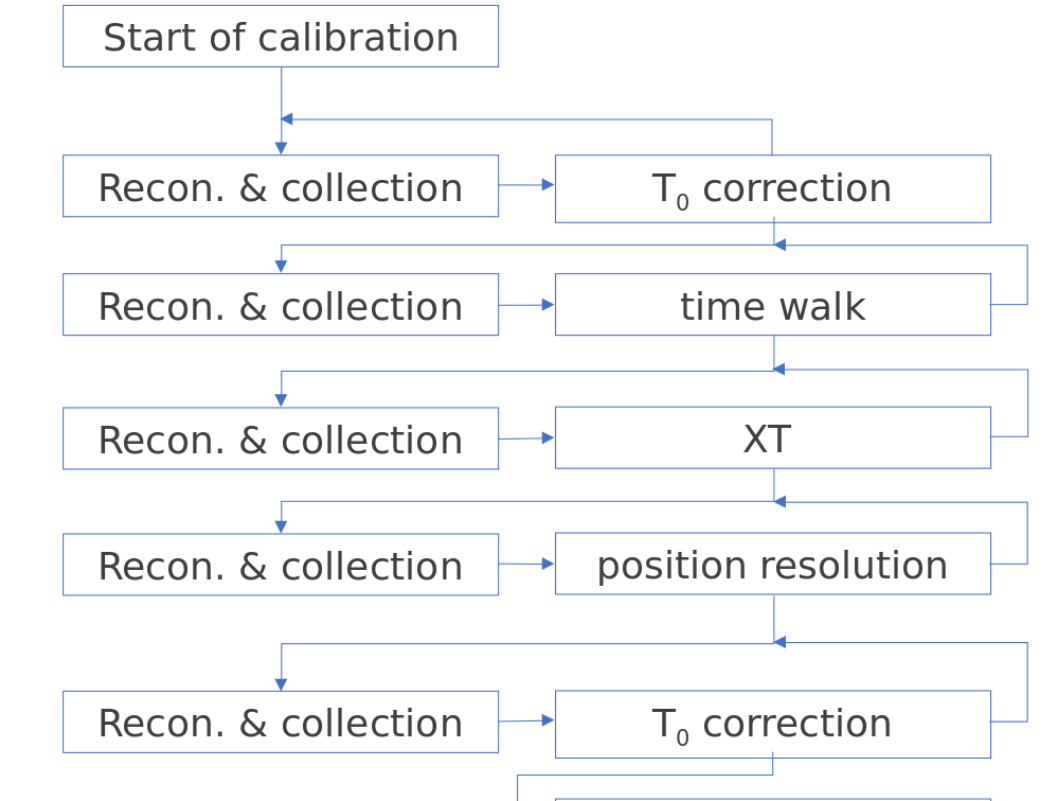 Start of calibration
Recon. & collection
T₀ correction
Recon. & collection
time walk
Recon. & collection
XT
Recon. & collection
position resolution
Recon. & collection
T₀ correction